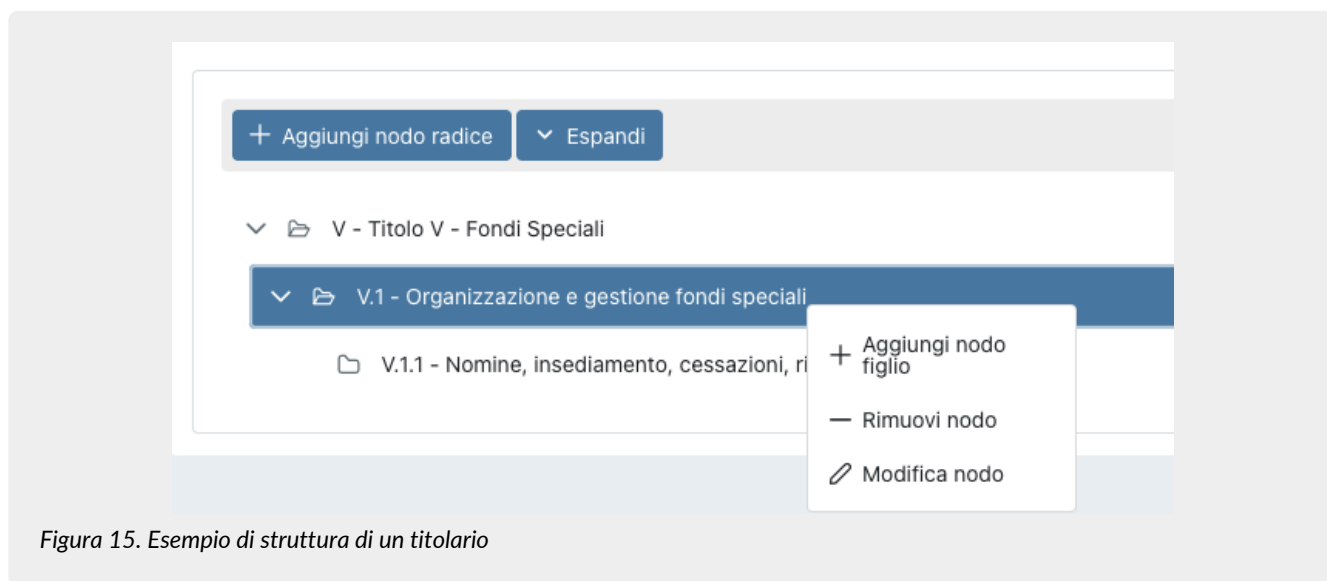 Aggiungi nodo radice Espandi
V - Titolo V - Fondi Speciali
V.1 - Organizzazione e gestione fondi speciali
V.1.1 - Nomine, insediamento, cessazioni,
Aggiungi nodo
figlio
Rimuovi nodo
Modifica nodo
Figura 15. Esempio di struttura di un titolario